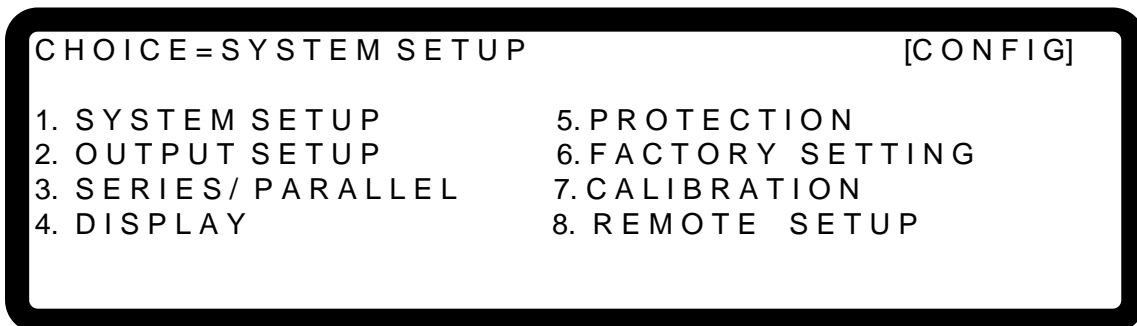 CHOICE=SYSTEM SETUP [CONFIG]
1. SYSTEM SETUP 5. PROTECTION
2. OUTPUT SETUP 6. FACTORY SETTING
3. SERIES/ PARALLEL 7. CALIBRATION
4. DISPLAY 8. REMOTE SETUP